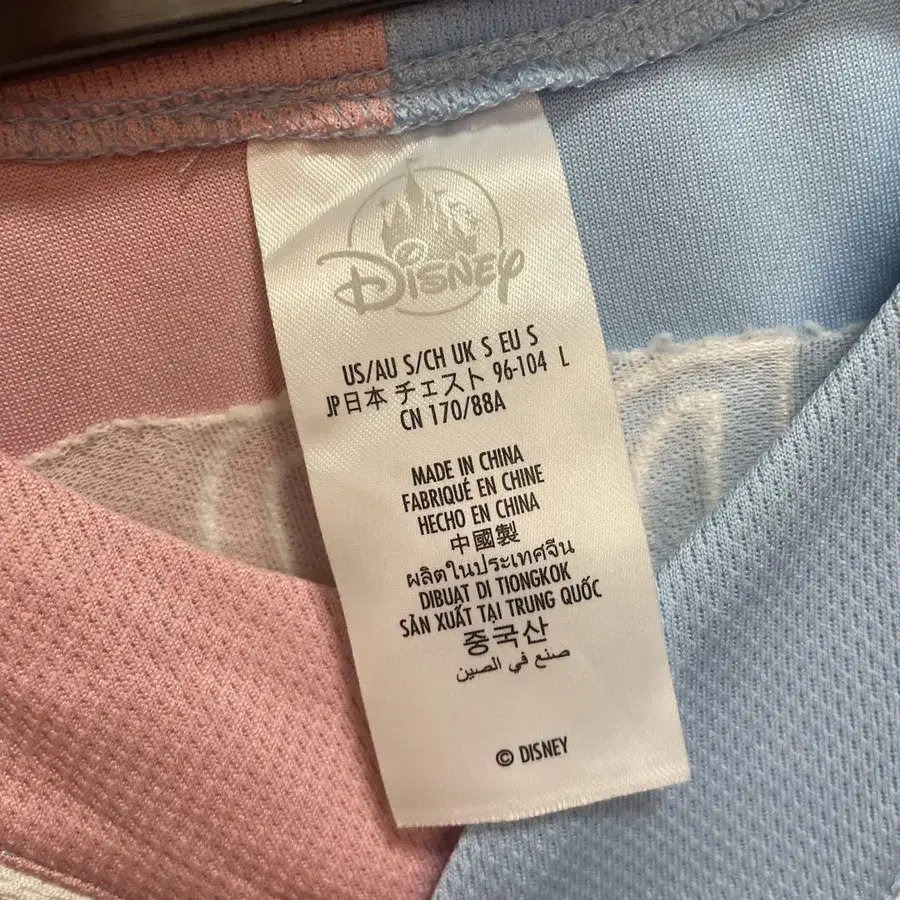 Disney
US/AU S/CH UK S EU S
JP日本 チェスト 96-104 L
CN 170/88A
MADE IN CHINA
FABRIQUÉ EN CHINE
HECHO EN CHINA
中國製
ผลิตในประเทศจีน
DIBUAT DI TIONGKOK
SẢN XUẤT TẠI TRUNG QUỐC
중국산
صنع في الصين
© DISNEY